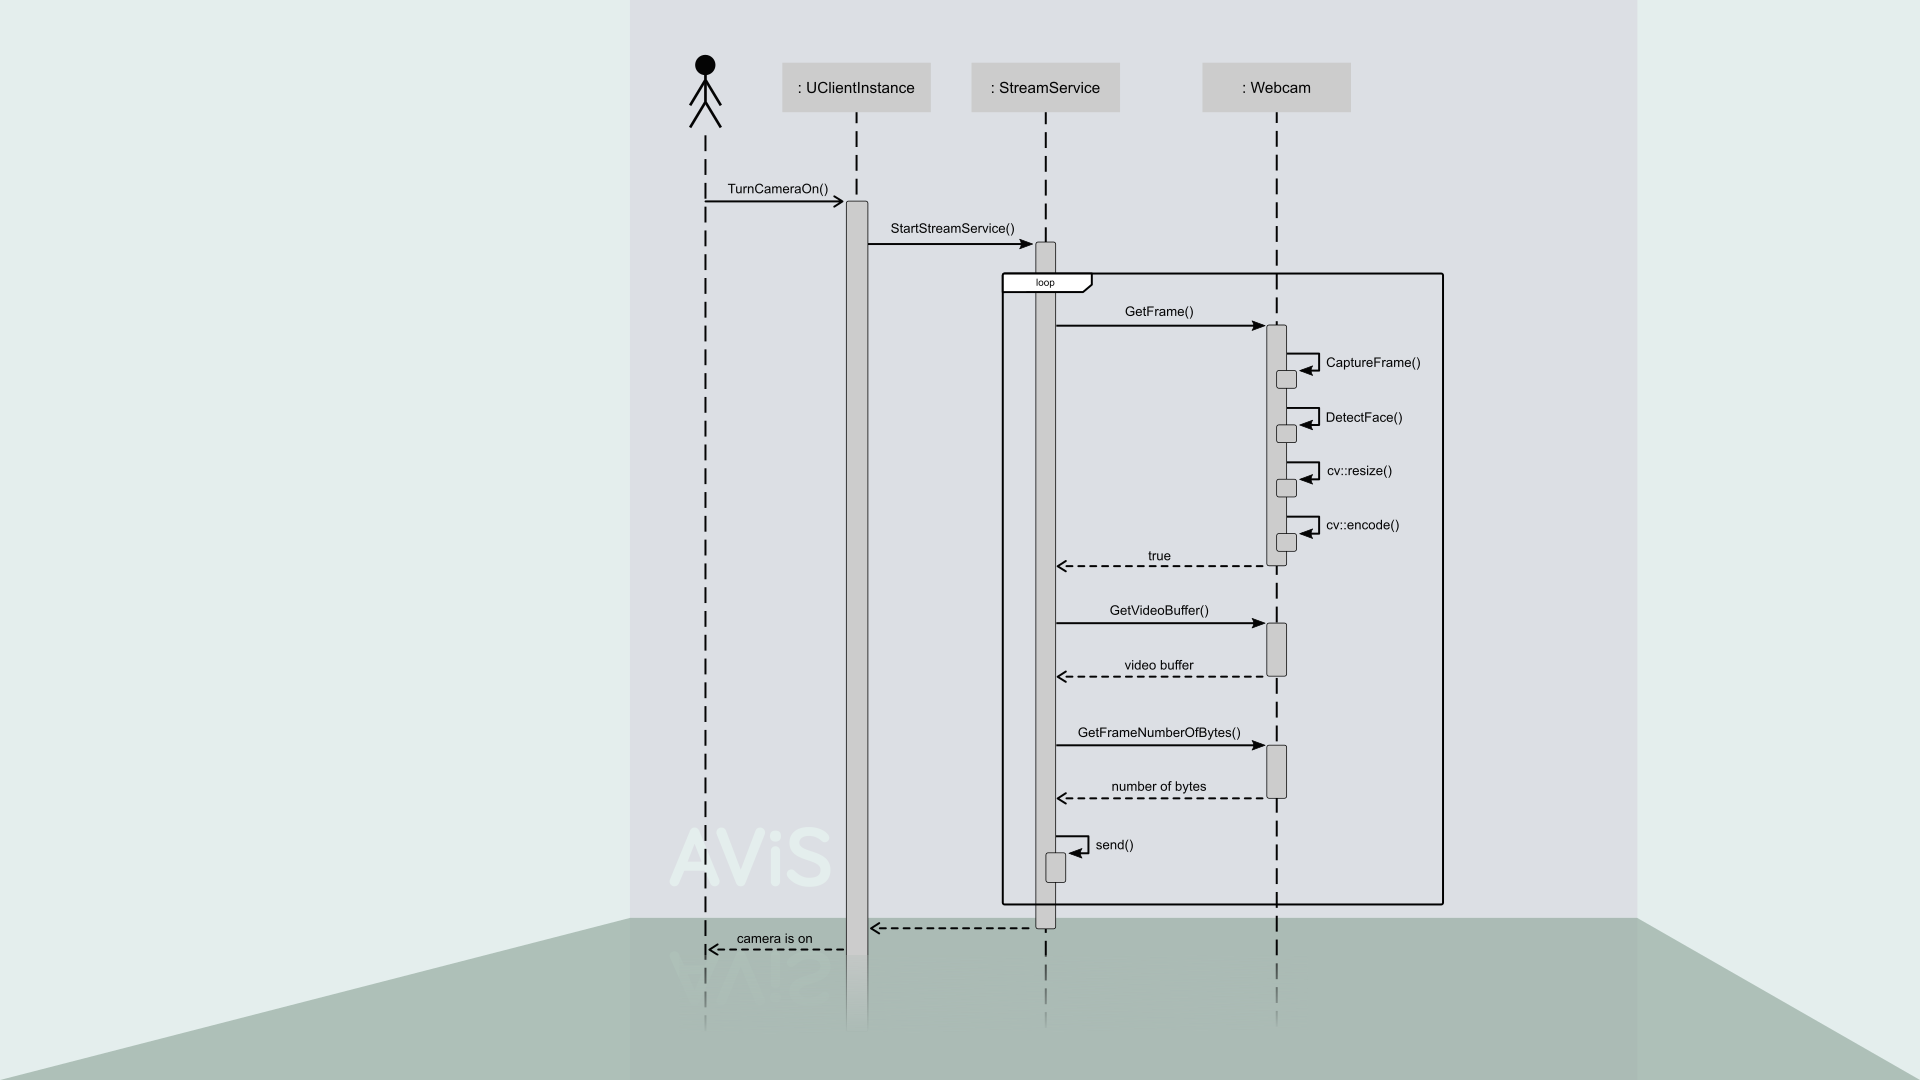 : UClientInstance
: StreamService
: Webcam
TurnCameraOn()
StartStreamService()
loop
GetFrame()
CaptureFrame()
DetectFace()
cv::resize()
cv::encode()
true
GetVideoBuffer()
video buffer
GetFrameNumberOfBytes()
number of bytes
send()
AViS
camera is on